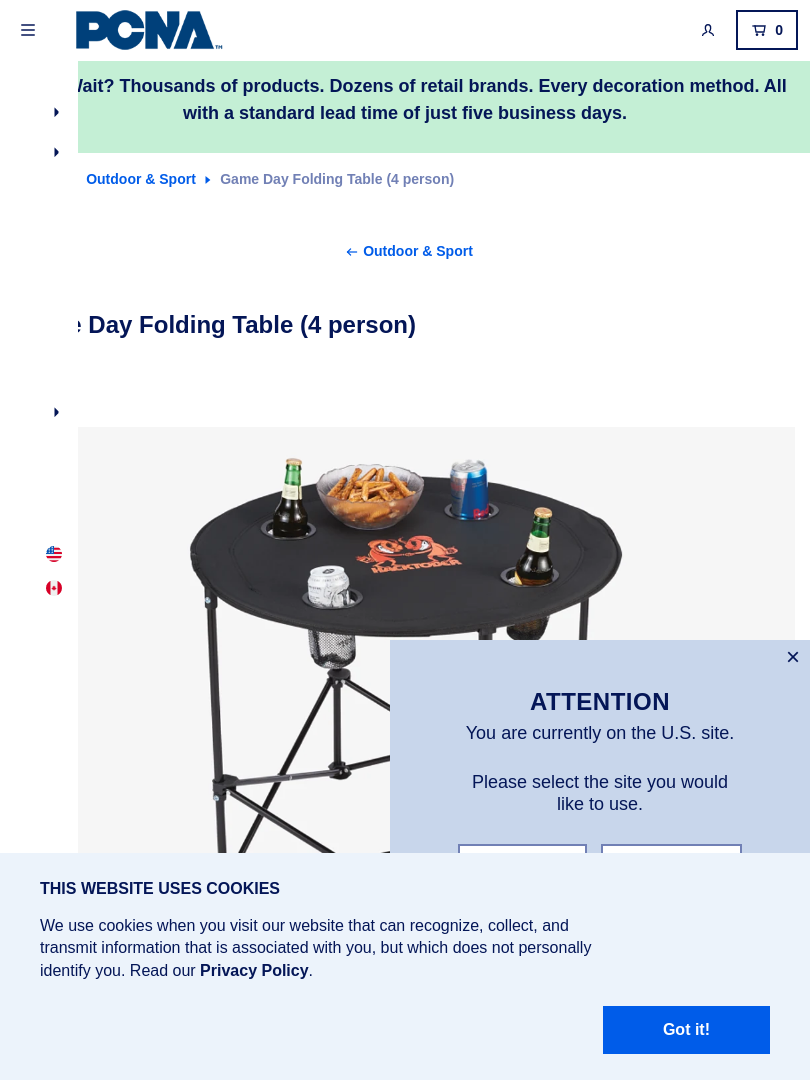 PCNA™
0
Wait? Thousands of products. Dozens of retail brands. Every decoration method. All
with a standard lead time of just five business days.
Outdoor & Sport
Game Day Folding Table (4 person)
Outdoor & Sport
Day Folding Table (4 person)
HACKTOBER
ATTENTION
You are currently on the U.S. site.
Please select the site you would
like to use.
THIS WEBSITE USES COOKIES
We use cookies when you visit our website that can recognize, collect, and
transmit information that is associated with you, but which does not personally
identify you. Read our Privacy Policy.
Got it!